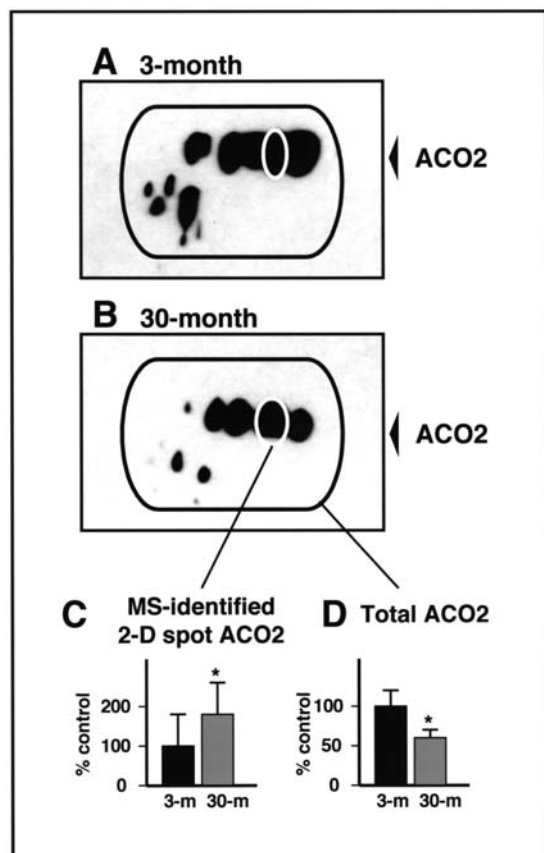 A 3-month
ACO2
B 30-month
ACO2
C MS-identified
2-D spot ACO2
D Total ACO2
% control
200
100
0
*
3-m 30-m
% control
100
50
0
*
3-m 30-m